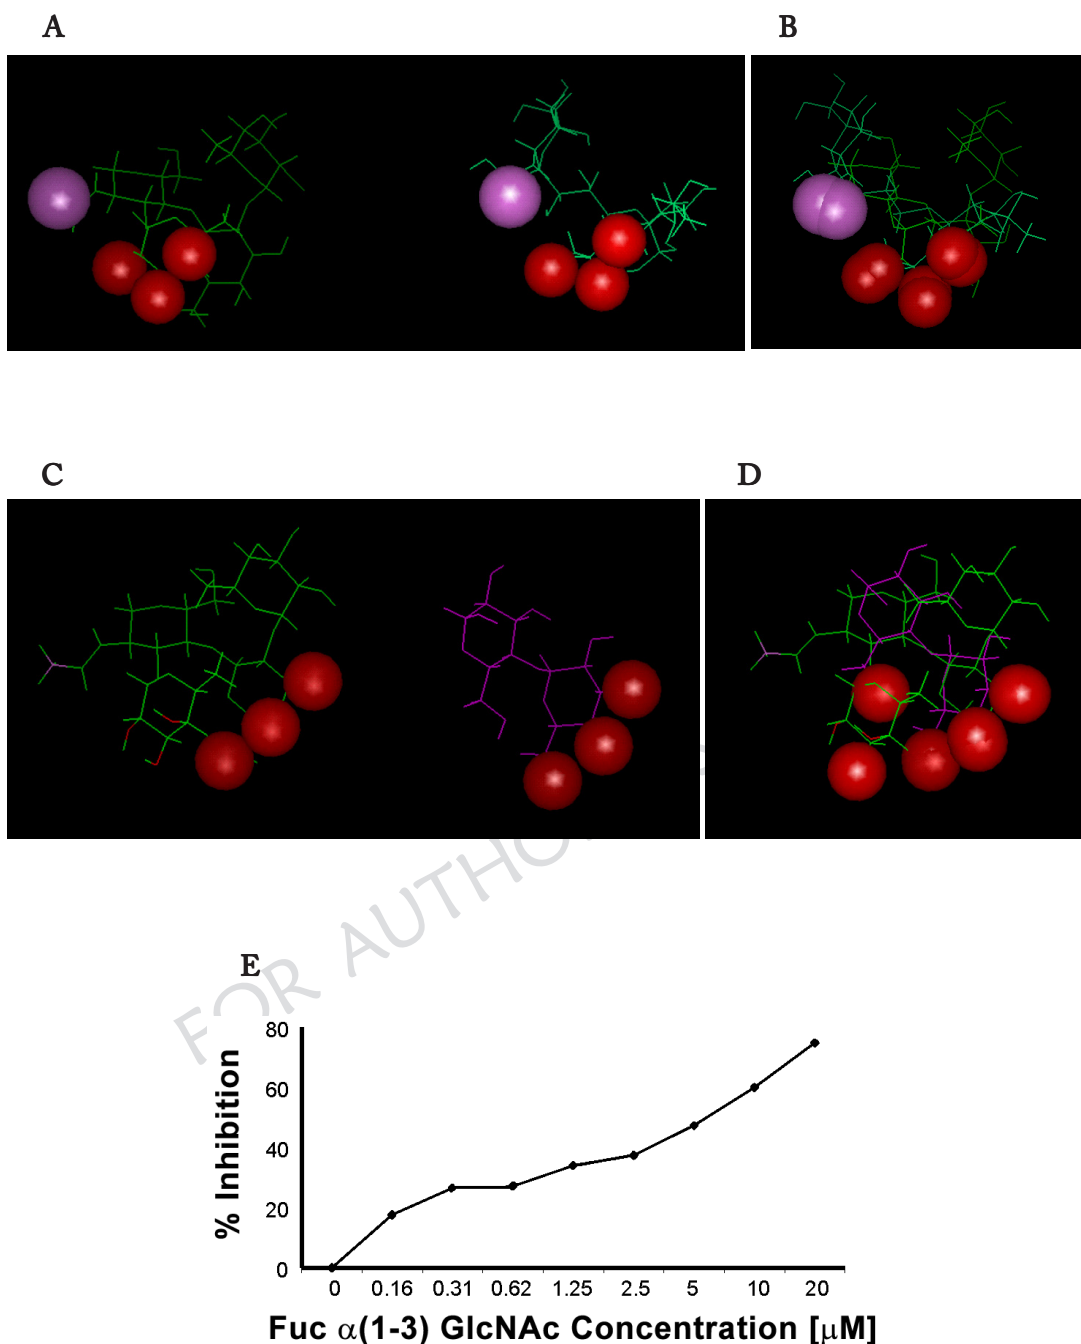 A
B
C
D
FOR AUTHO
E
80
60
40
20
0
% Inhibition
0 0.16 0.31 0.62 1.25 2.5 5 10 20
Fuc α(1-3) GlcNAc Concentration [μM]